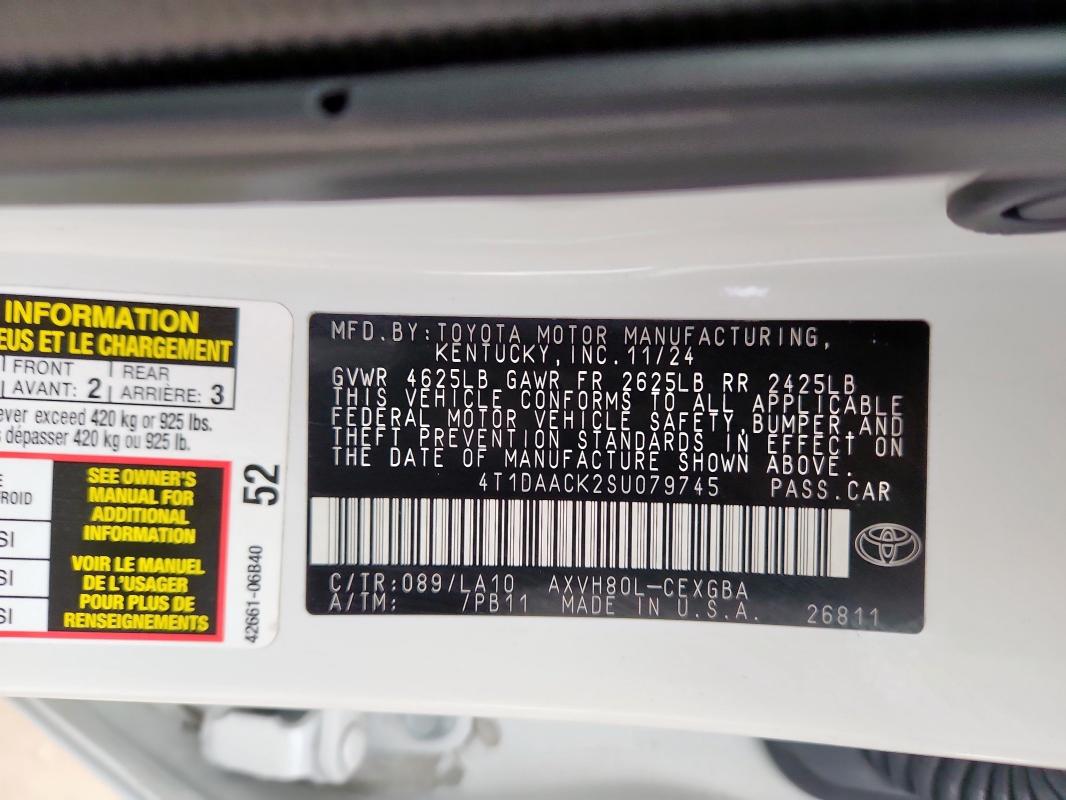 INFORMATION
EUS ET LE CHARGEMENT
FRONT
AVANT: 2
REAR
ARRIÈRE: 3
ever exceed 420 kg or 925 lbs.
dépasser 420 kg ou 925 lb.
SEE OWNER'S
MANUAL FOR
ADDITIONAL
INFORMATION
VOIR LE MANUEL
DE L'USAGER
POUR PLUS DE
RENSEIGNEMENTS
52
42661-06B40
MFD.BY:TOYOTA MOTOR MANUFACTURING,
KENTUCKY,INC.11/24
GVWR 4625LB GAWR FR 2625LB RR 2425LB
THIS VEHICLE CONFORMS TO ALL APPLICABLE
FEDERAL MOTOR VEHICLE SAFETY,BUMPER,AND
THEFT PREVENTION STANDARDS IN EFFECT ON
THE DATE OF MANUFACTURE SHOWN ABOVE.
4T1DAACK2SU079745 PASS.CAR
C/TR:089/LA10 AXVH80L-CEXGBA
A/TM: /PB11 MADE IN U.S.A. 26811